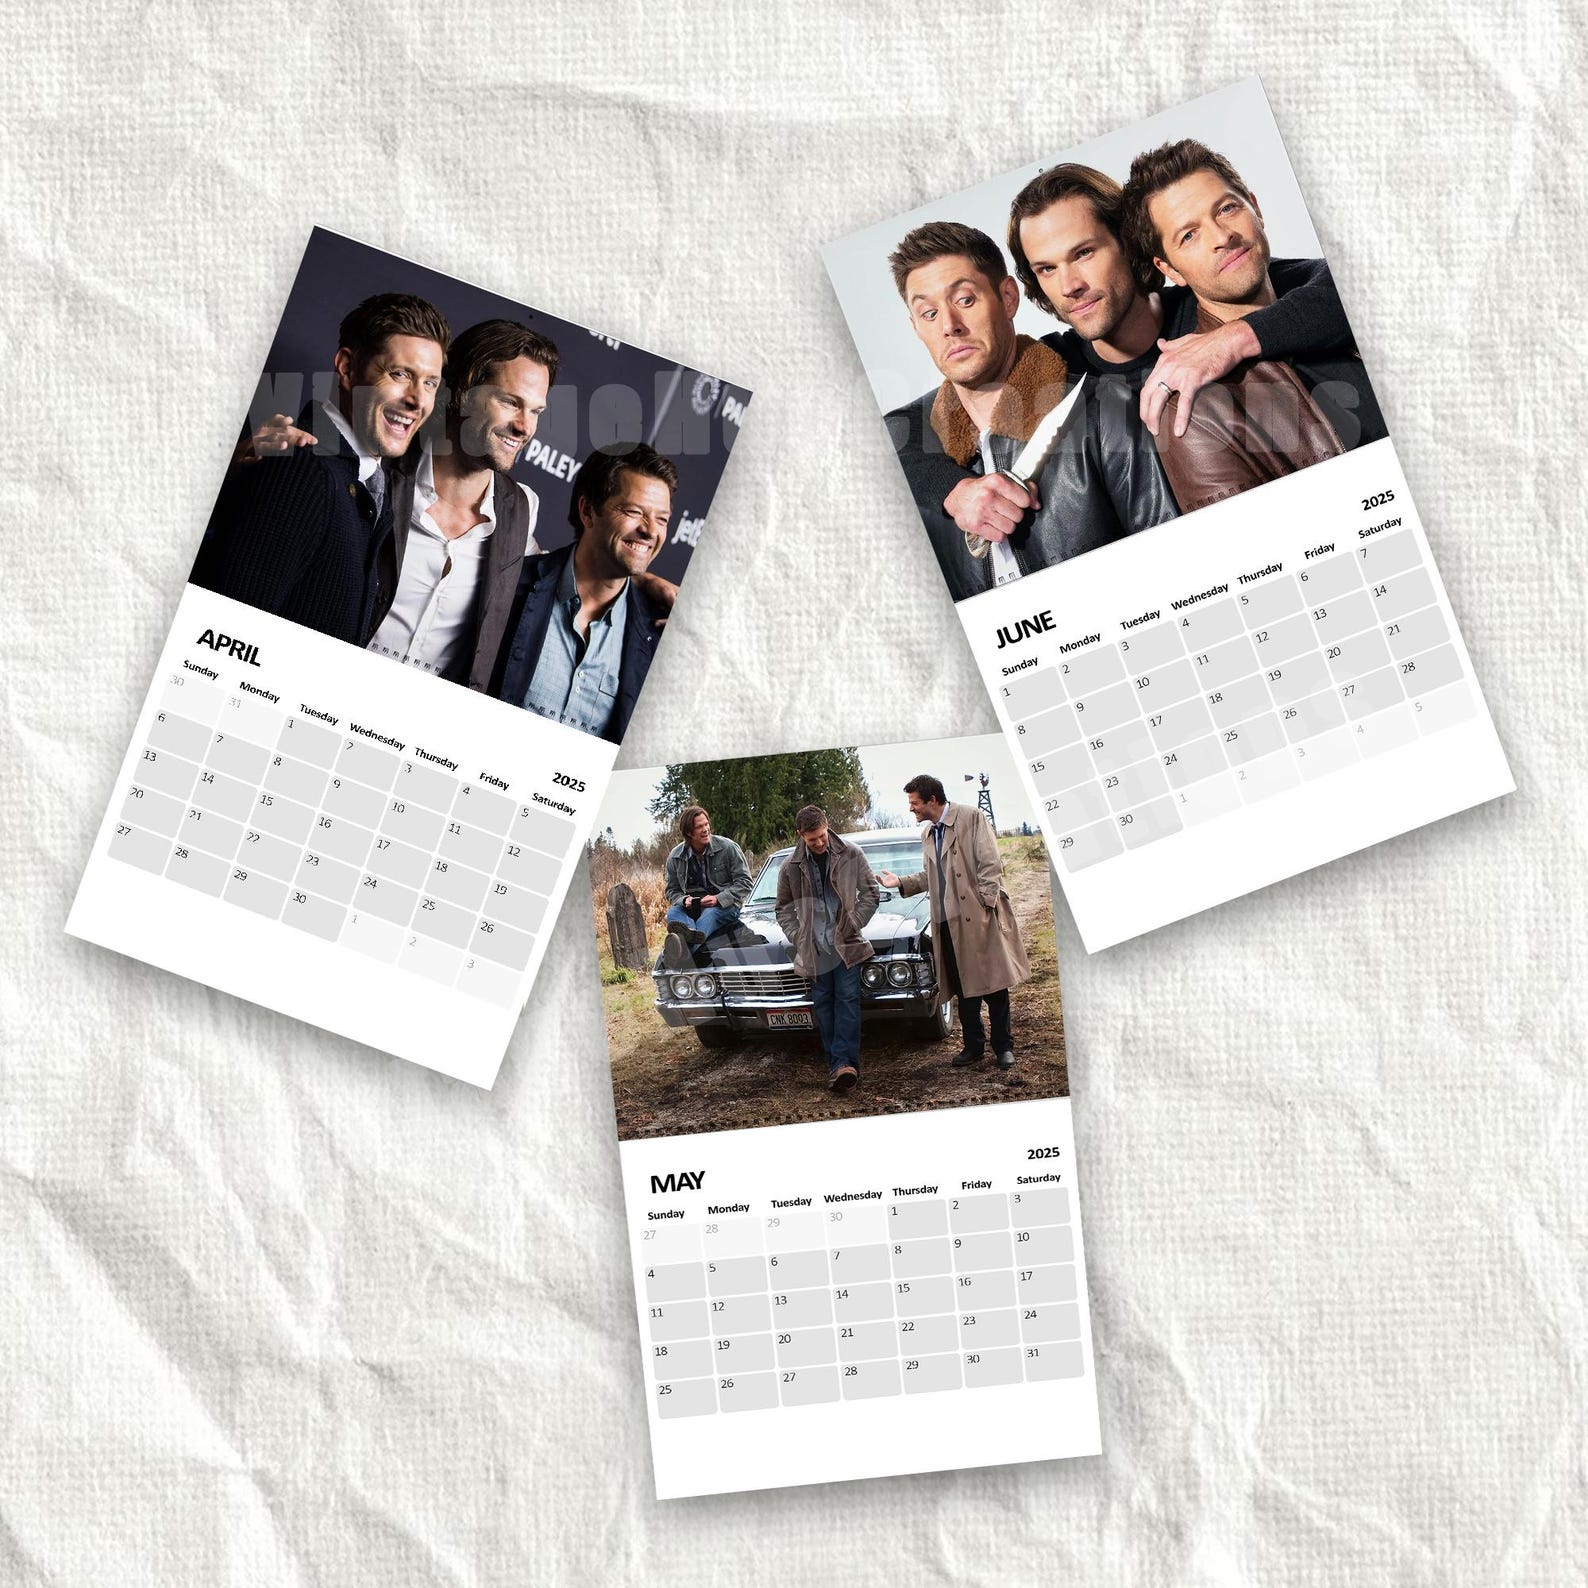 PALEY
PA
jetB
APRIL
2025
Sunday Monday Tuesday Wednesday Thursday Friday Saturday
30 31 1 2 3 4 5
6 7 8 9 10 11 12
13 14 15 16 17 18 19
20 21 22 23 24 25 26
27 28 29 30 1 2 3
JUNE
2025
Sunday Monday Tuesday Wednesday Thursday Friday Saturday
1 2 3 4 5 6 7
8 9 10 11 12 13 14
15 16 17 18 19 20 21
22 23 24 25 26 27 28
29 30 1 2 3 4 5
CNK 8003
MAY
2025
Sunday Monday Tuesday Wednesday Thursday Friday Saturday
27 28 29 30 1 2 3
4 5 6 7 8 9 10
11 12 13 14 15 16 17
18 19 20 21 22 23 24
25 26 27 28 29 30 31